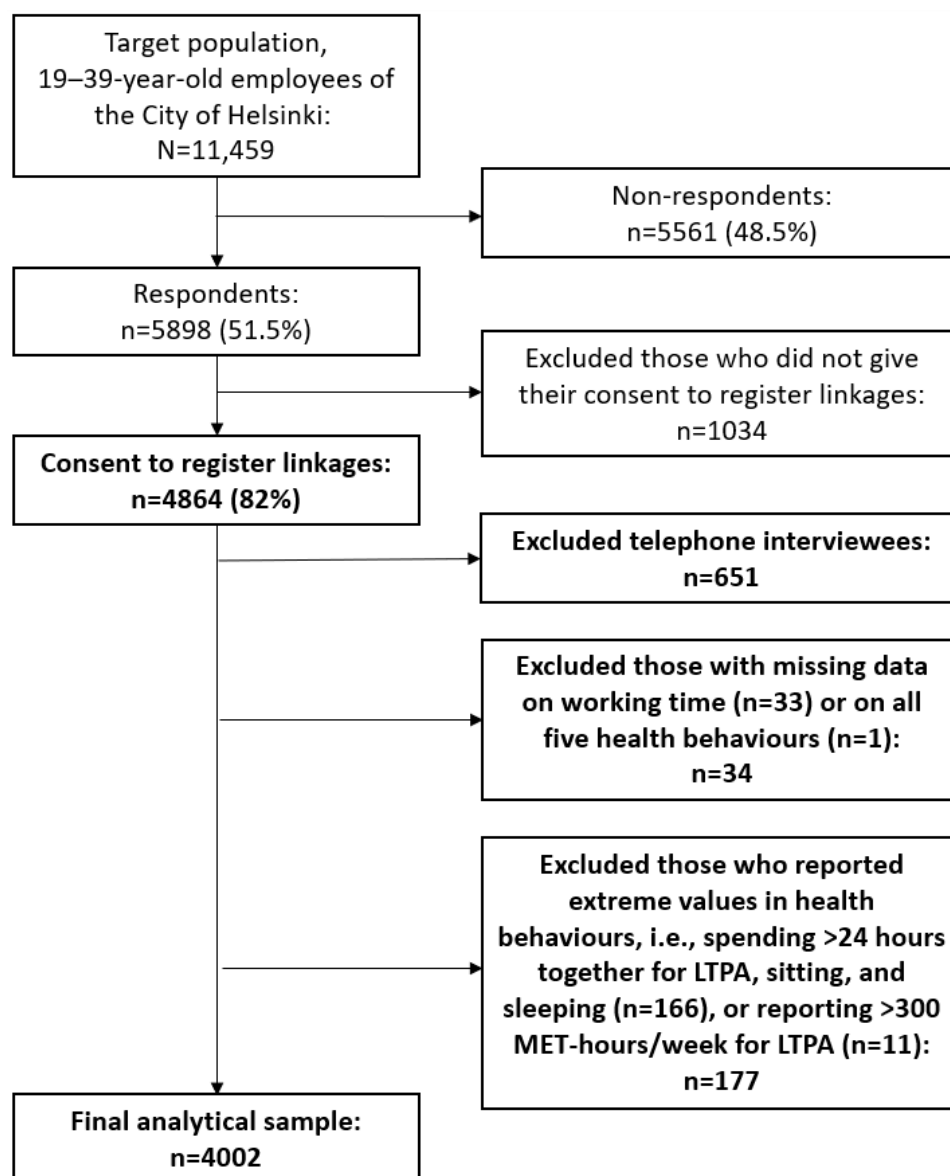 Target population,
19–39-year-old employees of
the City of Helsinki:
N=11,459
Non-respondents:
n=5561 (48.5%)
Respondents:
n=5898 (51.5%)
Excluded those who did not give
their consent to register linkages:
n=1034
Consent to register linkages:
n=4864 (82%)
Excluded telephone interviewees:
n=651
Excluded those with missing data
on working time (n=33) or on all
five health behaviours (n=1):
n=34
Excluded those who reported
extreme values in health
behaviours, i.e., spending >24 hours
together for LTPA, sitting, and
sleeping (n=166), or reporting >300
MET-hours/week for LTPA (n=11):
n=177
Final analytical sample:
n=4002